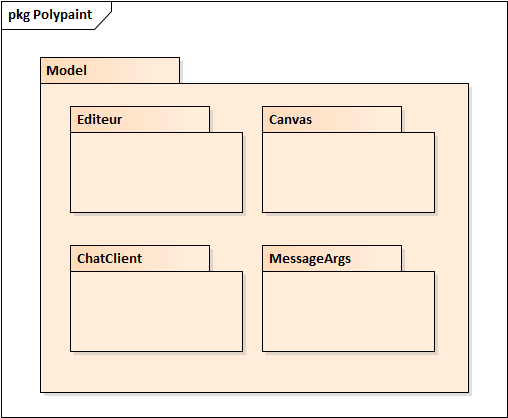 pkg Polypaint
Model
Editeur
Canvas
ChatClient
MessageArgs